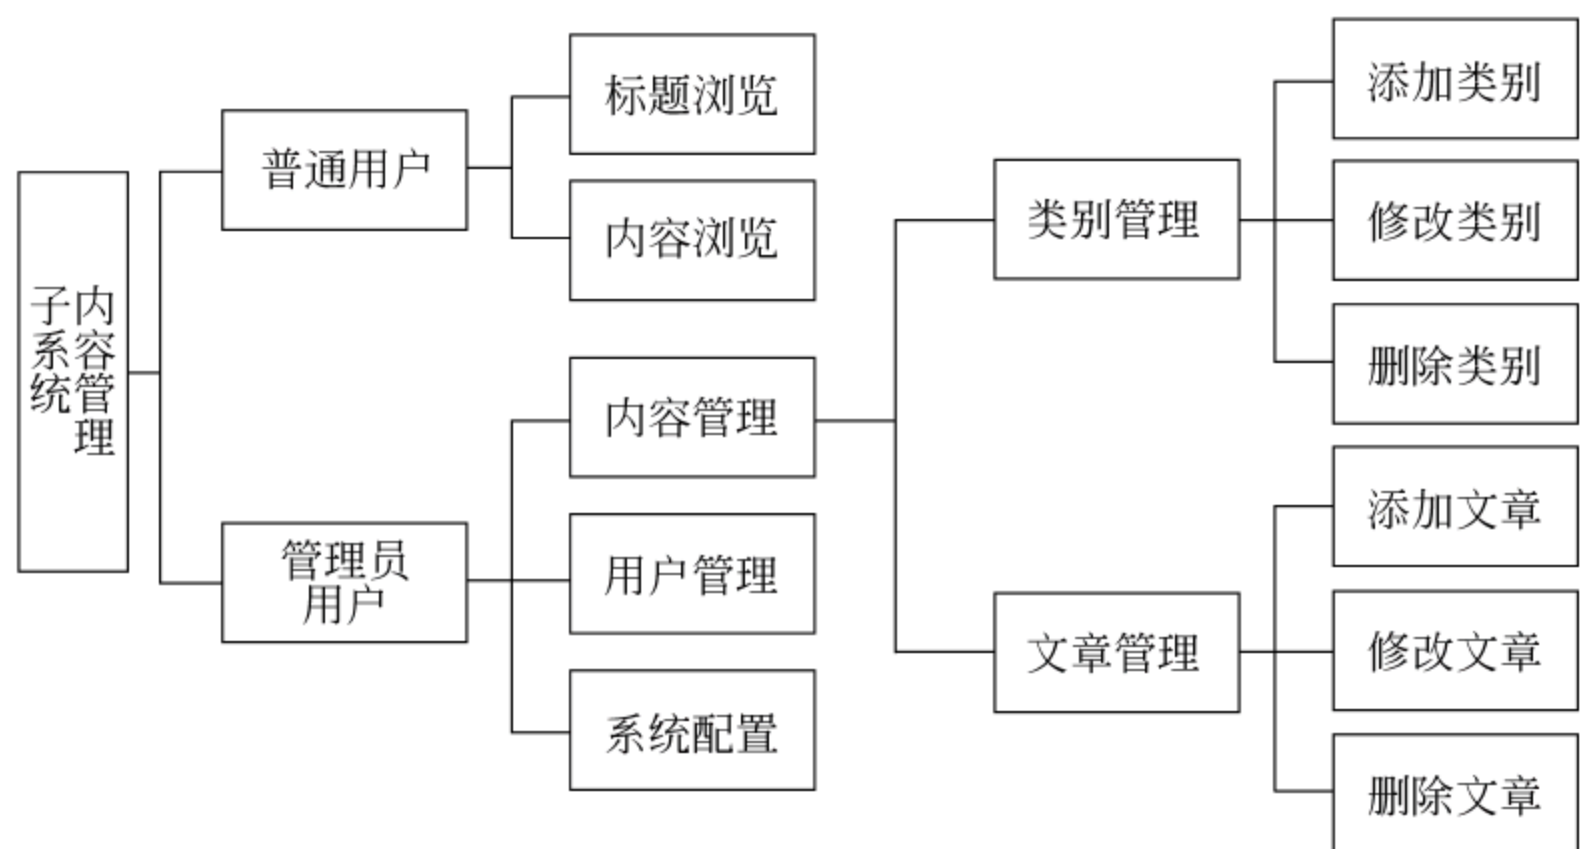 内容管理
子系统
普通用户
标题浏览
内容浏览
管理员
用户
内容管理
用户管理
系统配置
类别管理
添加类别
修改类别
删除类别
文章管理
添加文章
修改文章
删除文章